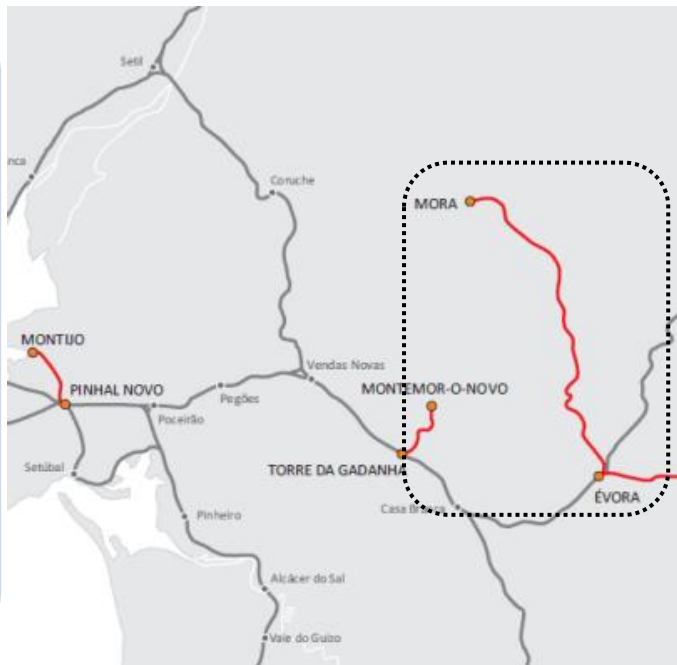 Setil
nca
Coruche
MORA
MONTIJO
Vendas Novas
PINHAL NOVO
Pegões
MONTEMOR-O-NOVO
Poceirão
TORRE DA GADANHA
Setúbal
ÉVORA
Casa Branca
Pinheiro
Alcácer do Sal
Vale do Guizo